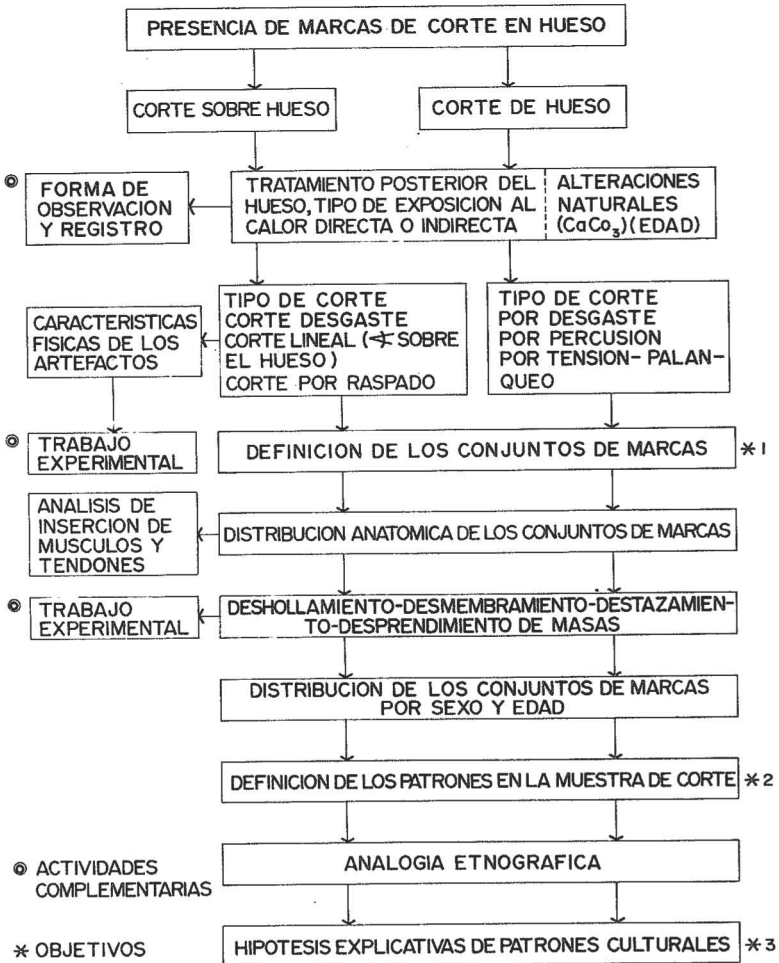 PRESENCIA DE MARCAS DE CORTE EN HUESO
CORTE SOBRE HUESO
CORTE DE HUESO
◎ FORMA DE
OBSERVACION
Y REGISTRO
TRATAMIENTO POSTERIOR DEL
HUESO, TIPO DE EXPOSICION AL
CALOR DIRECTA O INDIRECTA
ALTERACIONES
NATURALES
(CaCo3)(EDAD)
CARACTERISTICAS
FISICAS DE LOS
ARTEFACTOS
TIPO DE CORTE
CORTE DESGASTE
CORTE LINEAL (∢ SOBRE
EL HUESO)
CORTE POR RASPADO
TIPO DE CORTE
POR DESGASTE
POR PERCUSION
POR TENSION-PALAN-
QUEO
◎ TRABAJO
EXPERIMENTAL
DEFINICION DE LOS CONJUNTOS DE MARCAS * 1
ANALISIS DE
INSERCION DE
MUSCULOS Y
TENDONES
DISTRIBUCION ANATOMICA DE LOS CONJUNTOS DE MARCAS
◎ TRABAJO
EXPERIMENTAL
DESHOLLAMIENTO-DESMEMBRAMIENTO-DESTAZAMIEN-
TO-DESPRENDIMIENTO DE MASAS
DISTRIBUCION DE LOS CONJUNTOS DE MARCAS
POR SEXO Y EDAD
DEFINICION DE LOS PATRONES EN LA MUESTRA DE CORTE * 2
ANALOGIA ETNOGRAFICA
◎ ACTIVIDADES
COMPLEMENTARIAS
* OBJETIVOS
HIPOTESIS EXPLICATIVAS DE PATRONES CULTURALES * 3